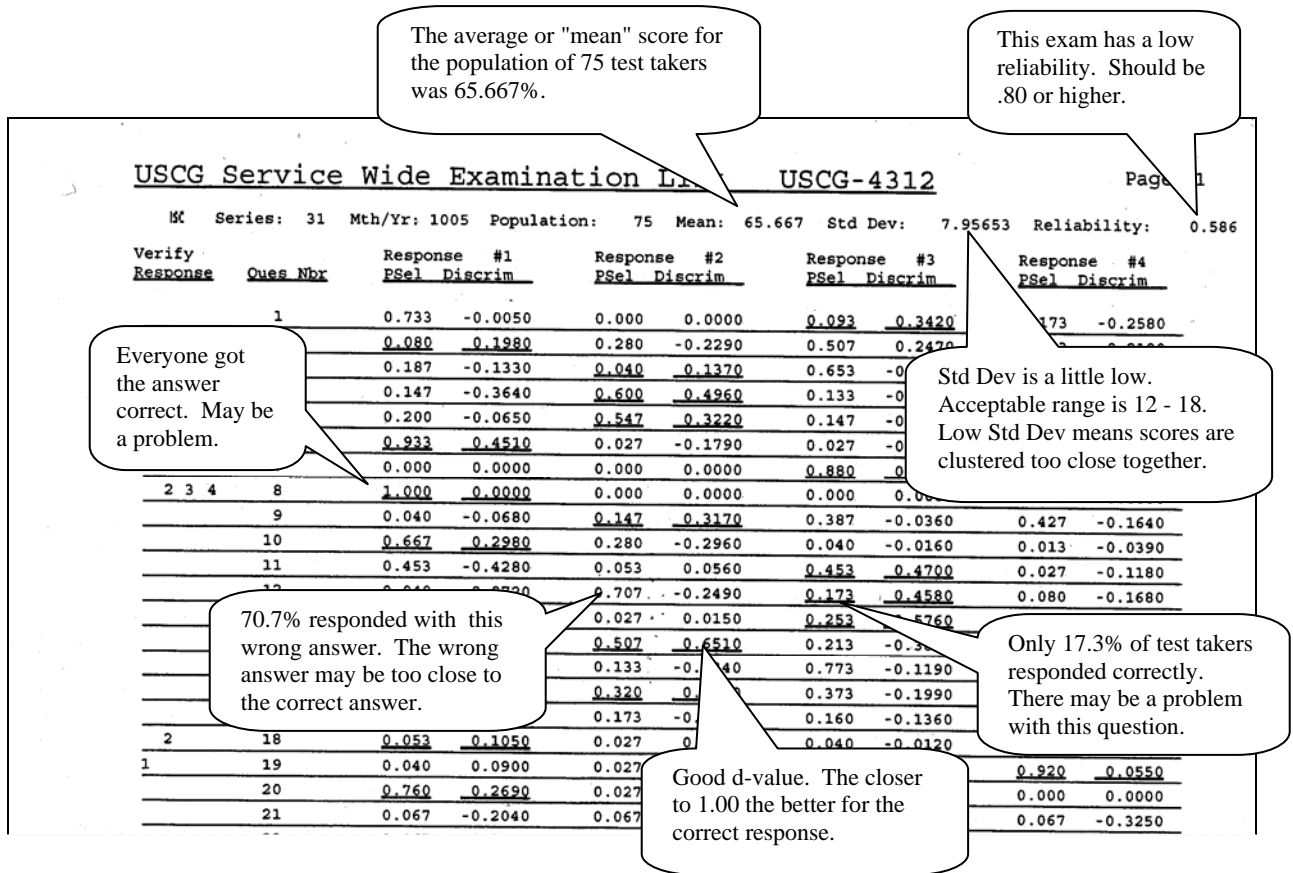 The average or "mean" score for
the population of 75 test takers
was 65.667%.
This exam has a low
reliability. Should be
.80 or higher.
USCG Service Wide Examination USCG-4312 Page 1
Series: 31 Mth/Yr: 1005 Population: 75 Mean: 65.667 Std Dev: 7.95653 Reliability: 0.586
Verify Response #1 Response #2 Response #3 Response #4
Response Ques Nbr PSel Discrim PSel Discrim PSel Discrim PSel Discrim
1 0.733 -0.0050 0.000 0.0000 0.093 0.3420 -0.2580
0.080 0.1980 0.280 -0.2290 0.507 0.2470
0.187 -0.1330 0.040 0.1370 0.653
0.147 -0.3640 0.600 0.4960 0.133
0.200 -0.0650 0.547 0.3220 0.147
0.933 0.4510 0.027 -0.1790 0.027
0.000 0.0000 0.000 0.0000 0.880
2 3 4 8 1.000 0.0000 0.000 0.0000 0.000
9 0.040 -0.0680 0.147 0.3170 0.387 -0.0360 0.427 -0.1640
10 0.667 0.2980 0.280 -0.2960 0.040 -0.0160 0.013 -0.0390
11 0.453 -0.4280 0.053 0.0560 0.453 0.4700 0.027 -0.1180
0.707 -0.2490 0.173 0.4580 0.080 -0.1680
0.027 0.0150 0.253
0.507 0.6510 0.213
0.133 0.773 -0.1190
0.320 0.373 -0.1990
0.173 0.160 -0.1360
2 18 0.053 0.1050 0.027 0.040 -0.0120
1 19 0.040 0.0900 0.027 0.920 0.0550
20 0.760 0.2690 0.027 0.000 0.0000
21 0.067 -0.2040 0.067 0.067 -0.3250
Everyone got
the answer
correct. May be
a problem.
Std Dev is a little low.
Acceptable range is 12 - 18.
Low Std Dev means scores are
clustered too close together.
70.7% responded with this
wrong answer. The wrong
answer may be too close to
the correct answer.
Only 17.3% of test takers
responded correctly.
There may be a problem
with this question.
Good d-value. The closer
to 1.00 the better for the
correct response.